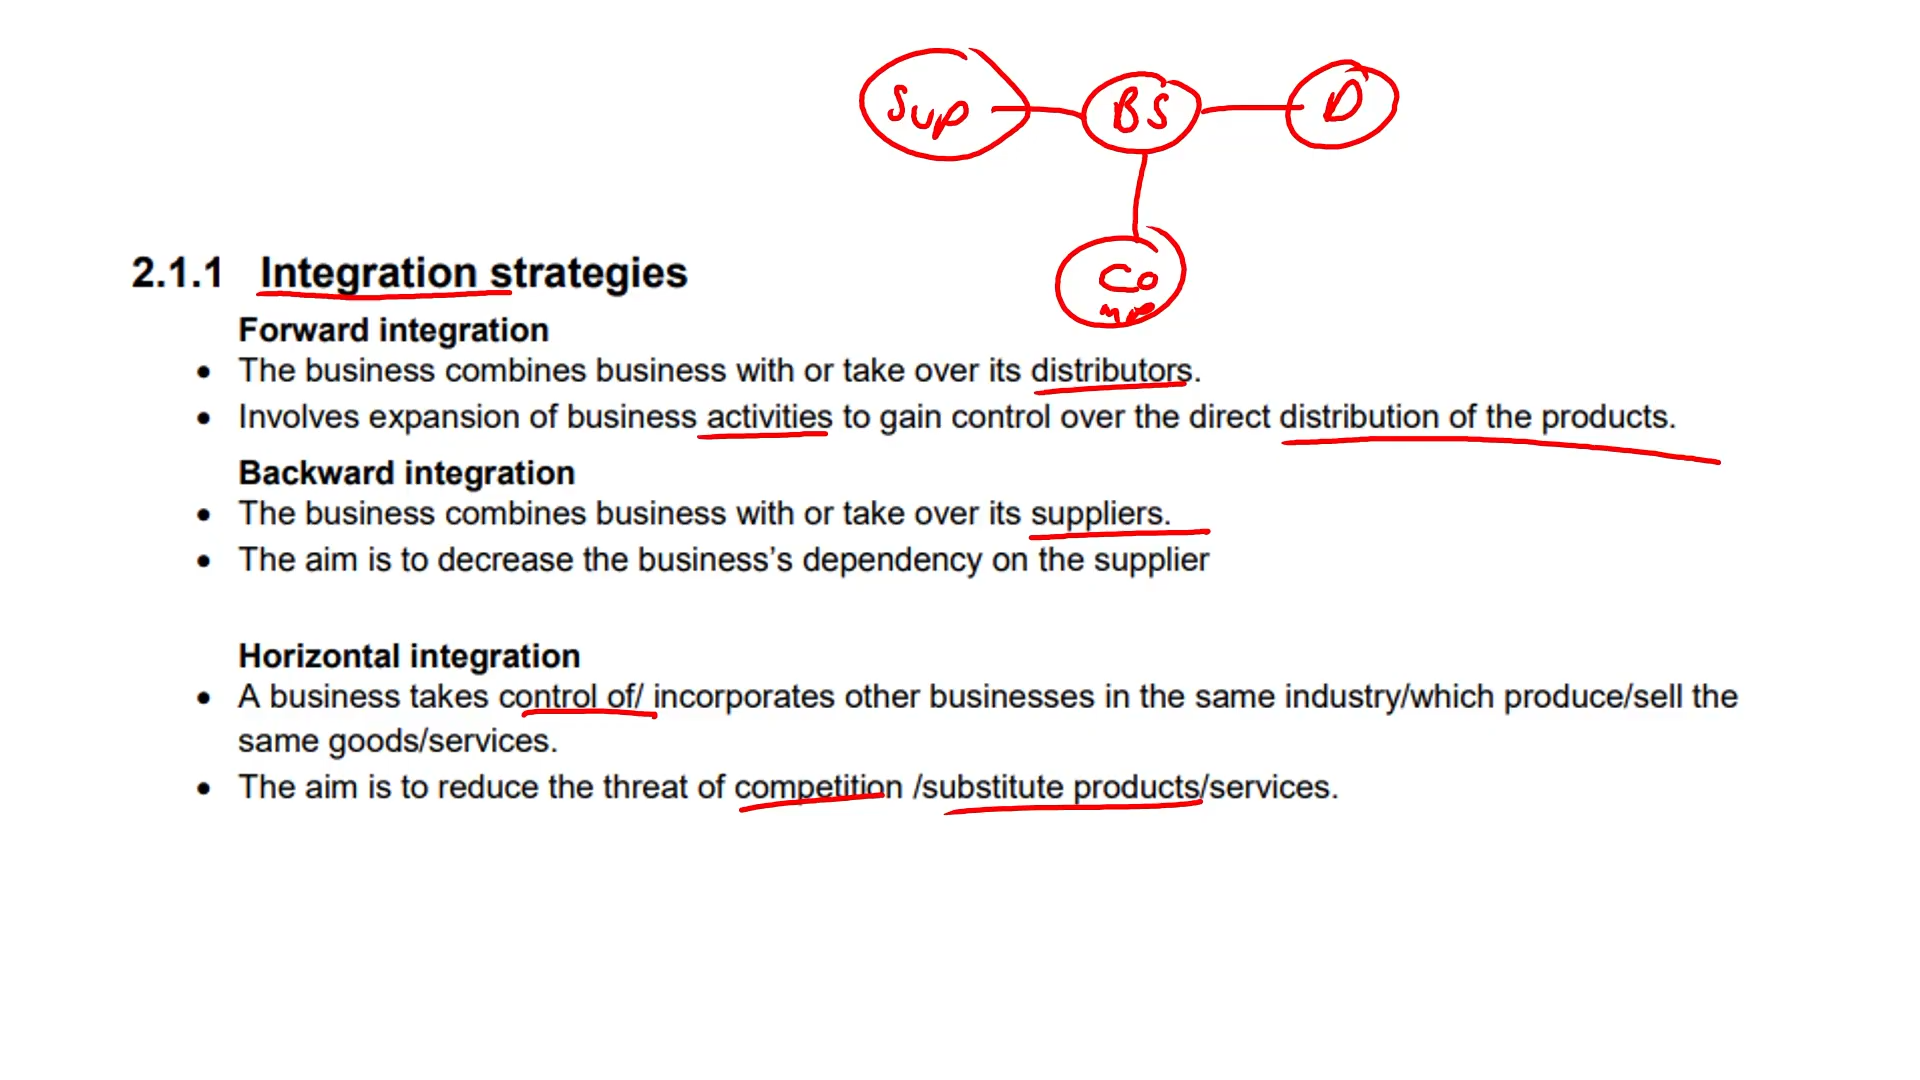 Sup BS D
Co
mp
2.1.1 Integration strategies
Forward integration
• The business combines business with or take over its distributors.
• Involves expansion of business activities to gain control over the direct distribution of the products.
Backward integration
• The business combines business with or take over its suppliers.
• The aim is to decrease the business’s dependency on the supplier
Horizontal integration
• A business takes control of/ incorporates other businesses in the same industry/which produce/sell the
same goods/services.
• The aim is to reduce the threat of competition /substitute products/services.